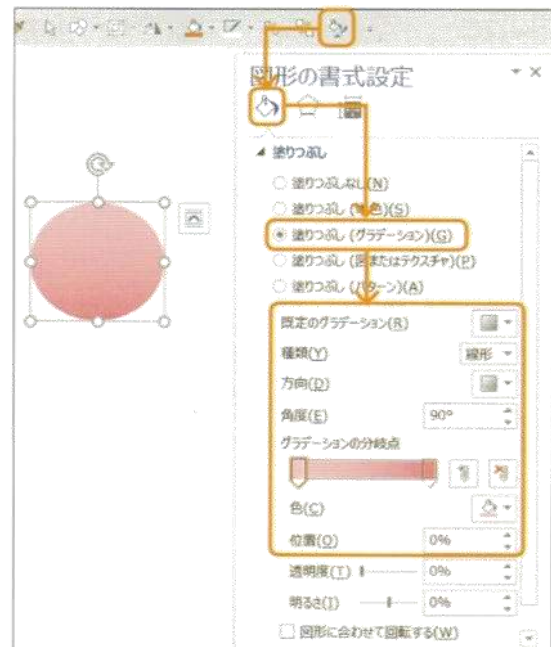 図形の書式設定
塗りつぶし
塗りつぶしなし(N)
塗りつぶし (単色)(S)
塗りつぶし (グラデーション)(G)
塗りつぶし (図またはテクスチャ)(P)
塗りつぶし (パターン)(A)
既定のグラデーション(R)
種類(Y) 線形
方向(D)
角度(E) 90°
グラデーションの分岐点
色(C)
位置(O) 0%
透明度(T) 0%
明るさ(I) 0%
図形に合わせて回転する(W)